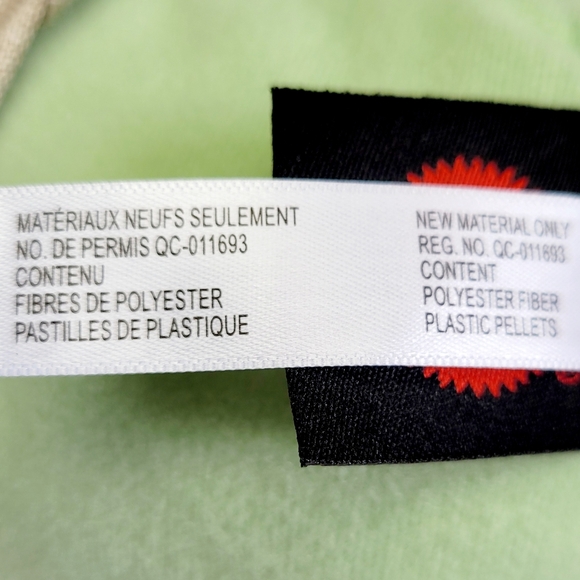 MATÉRIAUX NEUFS SEULEMENT
NO. DE PERMIS QC-011693
CONTENU
FIBRES DE POLYESTER
PASTILLES DE PLASTIQUE
NEW MATERIAL ONLY
REG. NO. QC-011693
CONTENT
POLYESTER FIBER
PLASTIC PELLETS